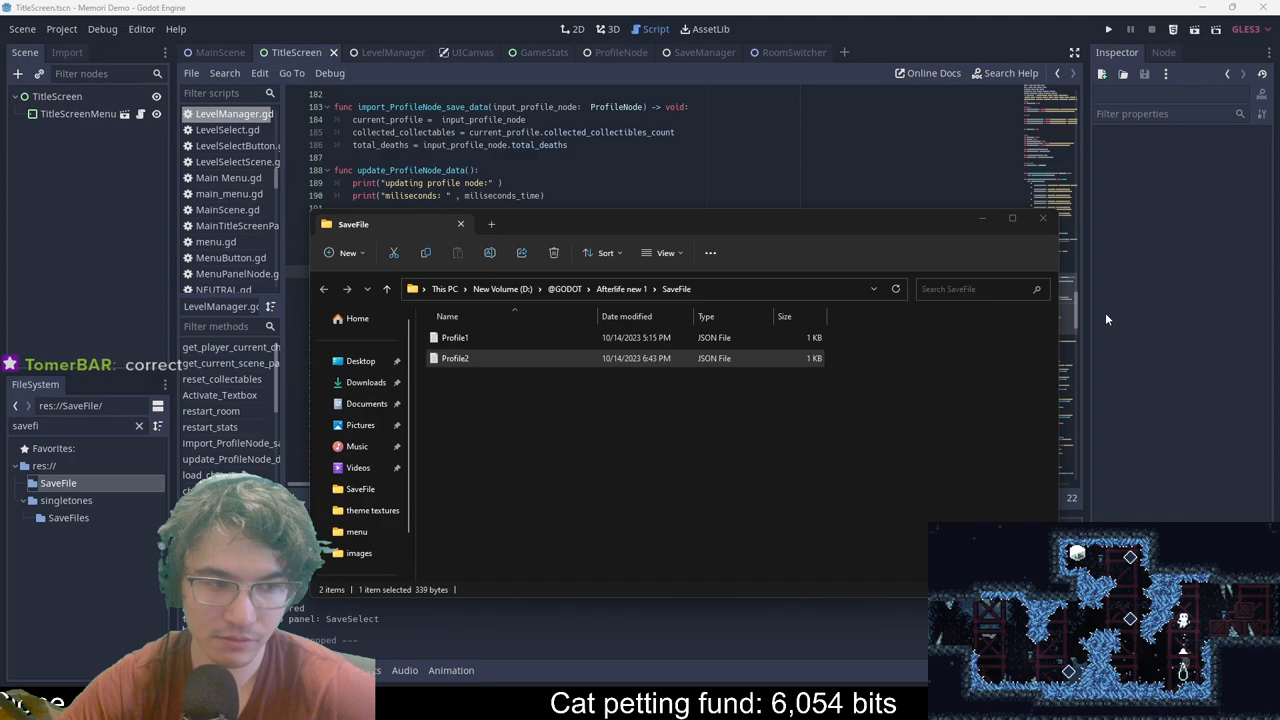 TitleScreen.tscn - Memori Demo - Godot Engine
Scene Project Debug Editor Help
2D 3D Script AssetLib
GLES3
Scene Import
MainScene TitleScreen LevelManager UICanvas GameStats ProfileNode SaveManager RoomSwitcher
Inspector Node
Filter nodes
File Search Edit Go To Debug
Online Docs Search Help
Filter scripts
TitleScreen
TitleScreenMenu
LevelManager.gd
LevelSelect.gd
LevelSelectButton.
LevelSelectScene.g
Main Menu.gd
main_menu.gd
MainScene.gd
MainTitleScreenPa
menu.gd
MenuButton.gd
MenuPanelNode.g
NEUTRAL.gd
LevelManager.gd
Filter methods
get_player_current_d
get_current_scene_pa
reset_collectables
Activate_Textbox
restart_room
restart_stats
import_ProfileNode_sa
update_ProfileNode_d
182
183 func import_ProfileNode_save_data(input_profile_node: ProfileNode) -> void:
184 current_profile = input_profile_node
185 collected_collectables = current_profile.collected_collectibles_count
186 total_deaths = input_profile_node.total_deaths
187
188 func update_ProfileNode_data():
189 print("updating profile node:" )
190 print("miliseconds: " , miliseconds_time)
Filter properties
SaveFile
New Sort View
This PC New Volume (D:) @GODOT Afterlife new 1 SaveFile
Search SaveFile
Name Date modified Type Size
Profile1 10/14/2023 5:15 PM JSON File 1 KB
Profile2 10/14/2023 6:43 PM JSON File 1 KB
Home
Desktop
Downloads
Documents
Pictures
Music
Videos
SaveFile
theme textures
menu
images
2 items 1 item selected 339 bytes
TomerBAR: correct
FileSystem
res://SaveFile/
savefi
Favorites:
res://
SaveFile
singletones
SaveFiles
22
panel: SaveSelect
Audio Animation
Cat petting fund: 6,054 bits